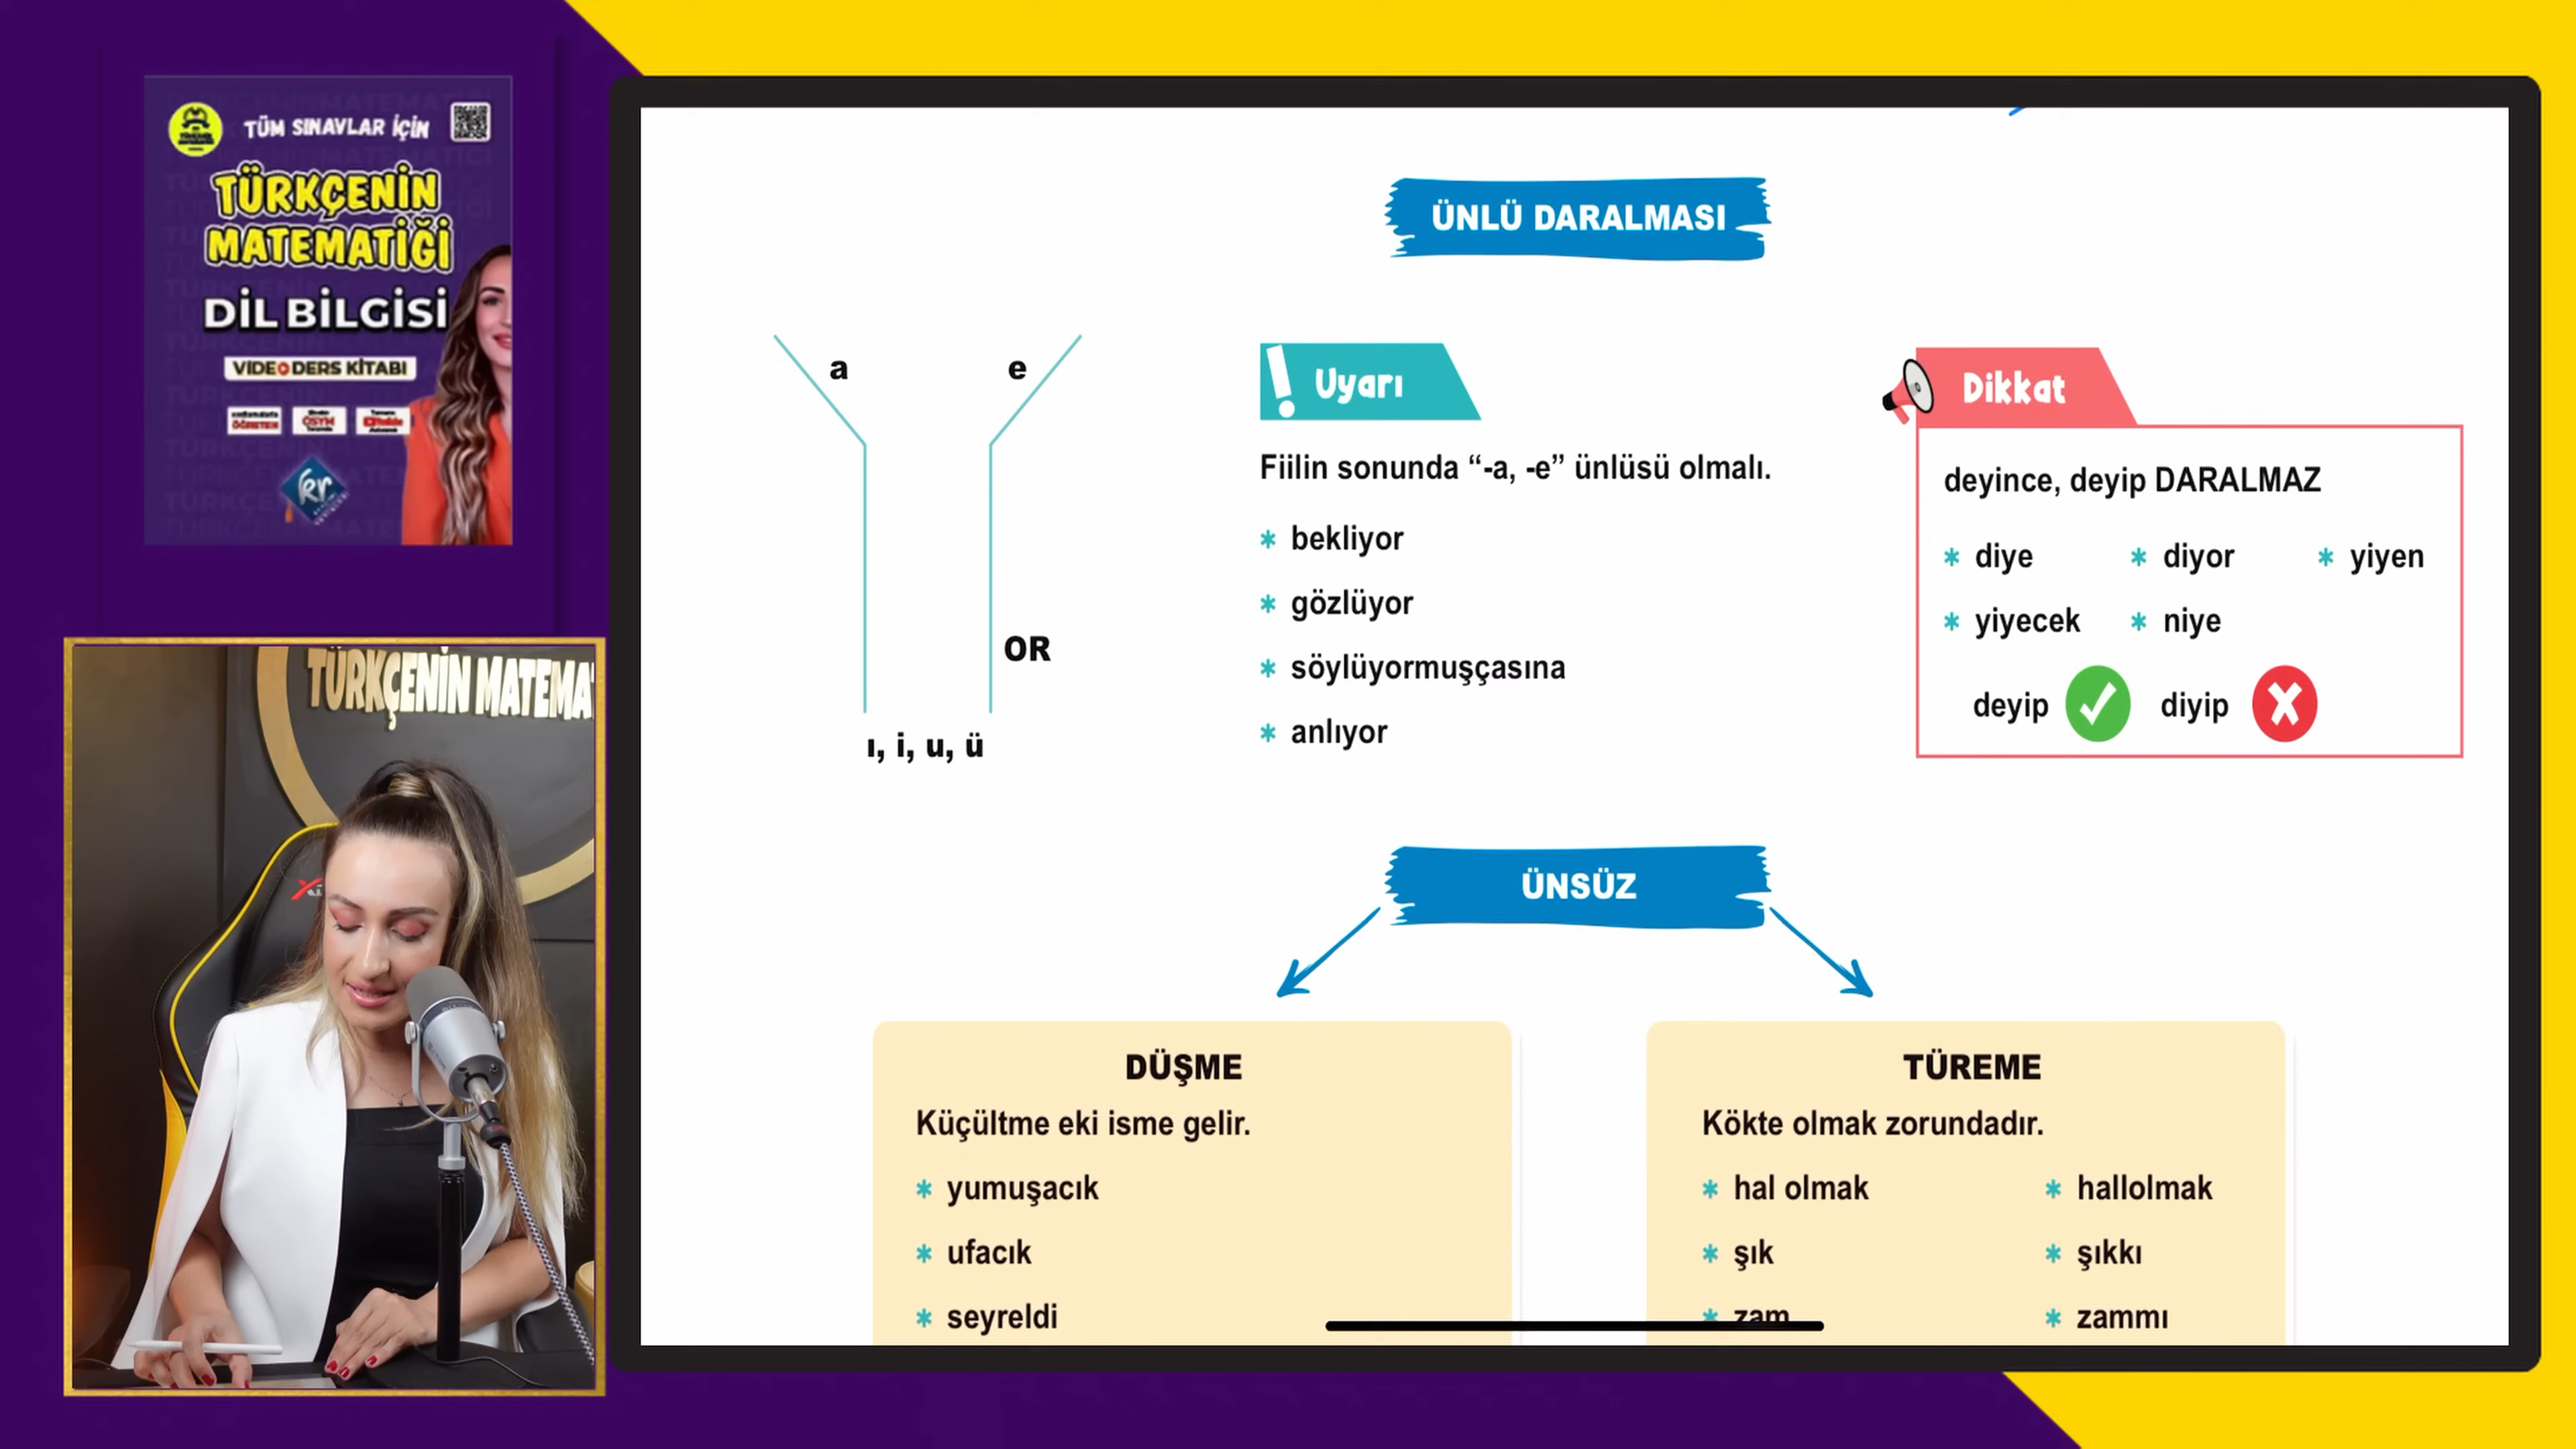 TÜM SINAVLAR İÇİN
TÜRKÇENİN
MATEMATİĞİ
DİL BİLGİSİ
VİDEO DERS KİTABI
ÖĞRETEN
ÖSYM
kr
TÜRKÇENİN MATEMA
ÜNLÜ DARALMASI
a e
OR
ı, i, u, ü
Uyarı
Fiilin sonunda “-a, -e” ünlüsü olmalı.
* bekliyor
* gözlüyor
* söylüyormuşçasına
* anlıyor
Dikkat
deyince, deyip DARALMAZ
* diye * diyor * yiyen
* yiyecek * niye
deyip diyip
ÜNSÜZ
DÜŞME
Küçültme eki isme gelir.
* yumuşacık
* ufacık
* seyreldi
TÜREME
Kökte olmak zorundadır.
* hal olmak * hallolmak
* şık * şıkkı
* zam * zammı